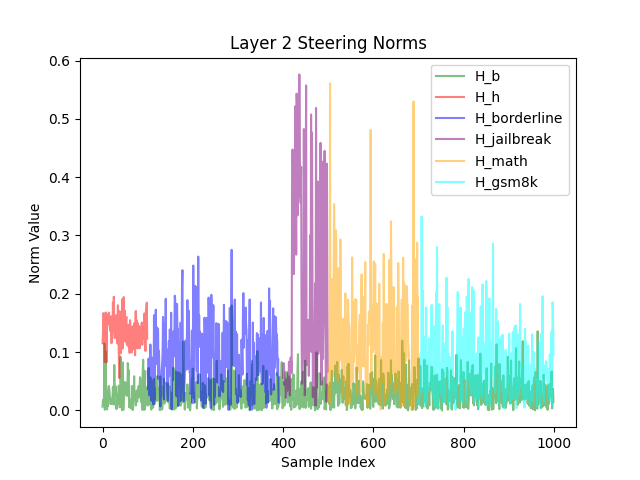 Layer 2 Steering Norms
Norm Value
0.6
0.5
0.4
0.3
0.2
0.1
0.0
H_b
H_h
H_borderline
H_jailbreak
H_math
H_gsm8k
0
200
400
600
800
1000
Sample Index